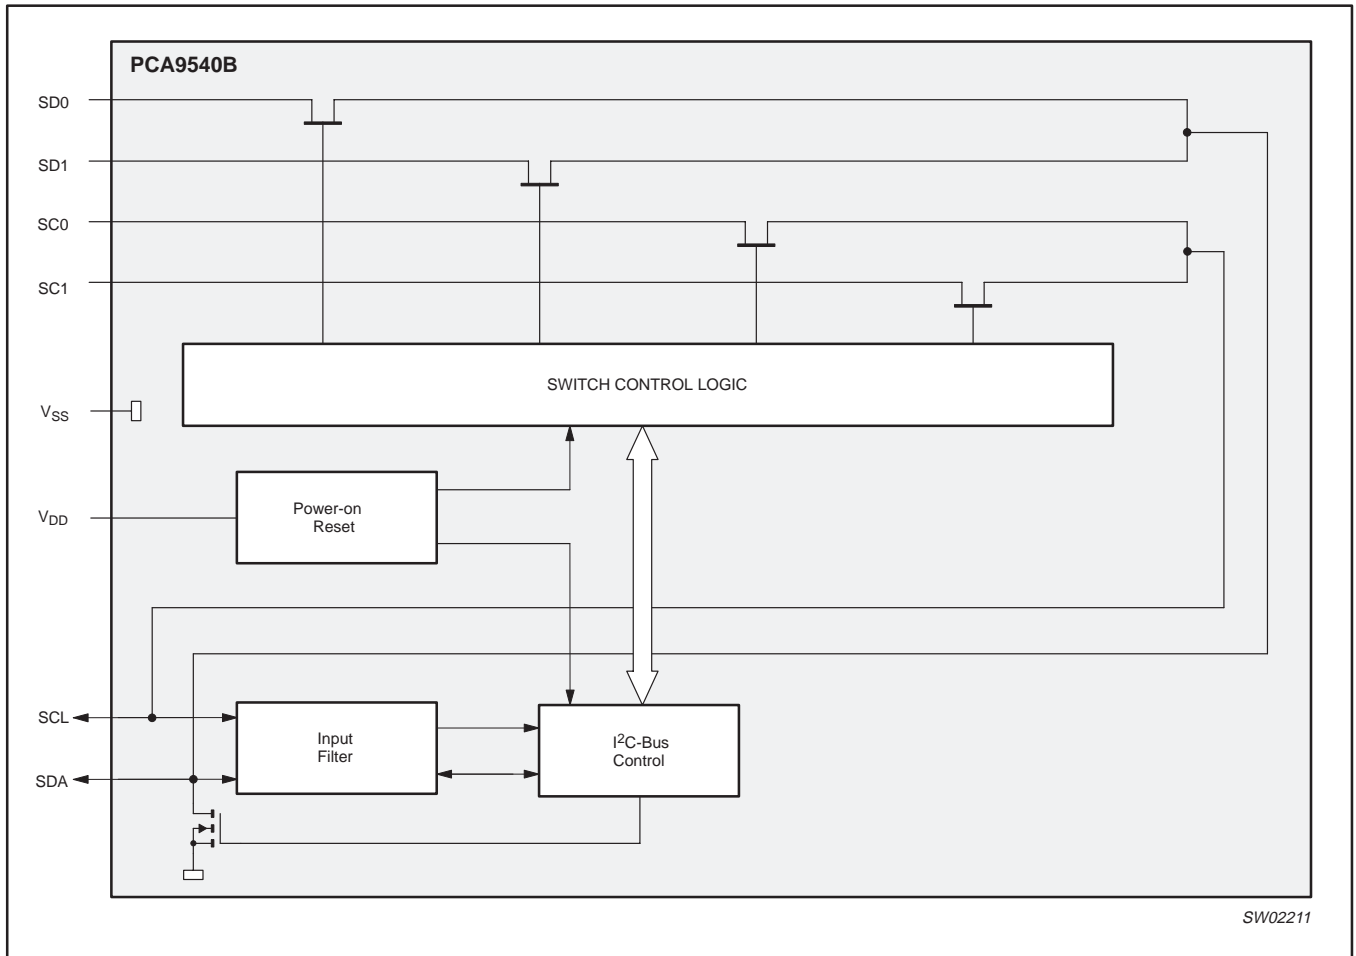 PCA9540B
SD0
SD1
SC0
SC1
SWITCH CONTROL LOGIC
VSS
Power-on
Reset
VDD
SCL
Input
Filter
I2C-Bus
Control
SDA
SW02211